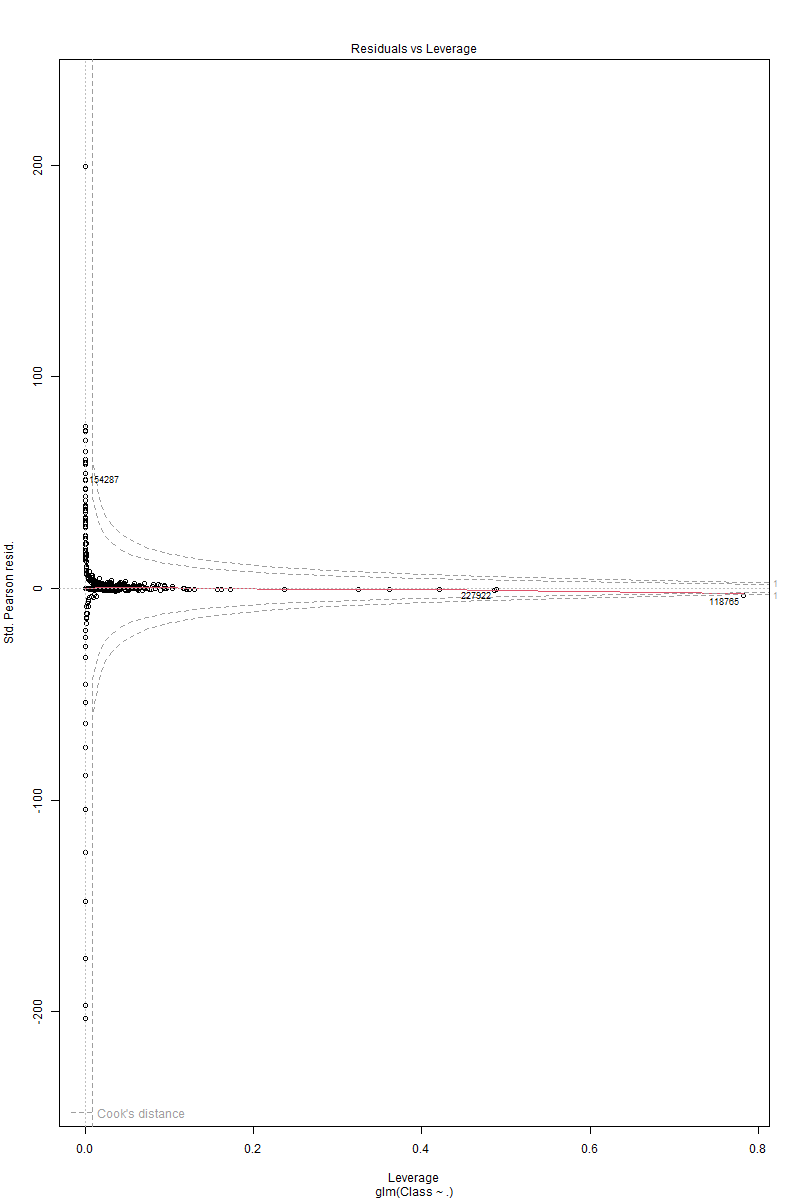 Residuals vs Leverage
200
100
0
-100
-200
Std. Pearson resid.
154287
227922
118765
1
1
Cook's distance
0.0 0.2 0.4 0.6 0.8
Leverage
glm(Class ~ .)